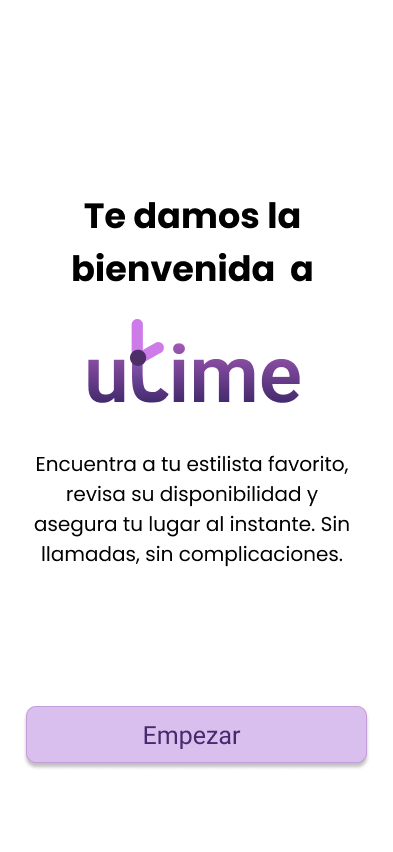 Te damos la
bienvenida a
utime
Encuentra a tu estilista favorito,
revisa su disponibilidad y
asegura tu lugar al instante. Sin
llamadas, sin complicaciones.
Empezar